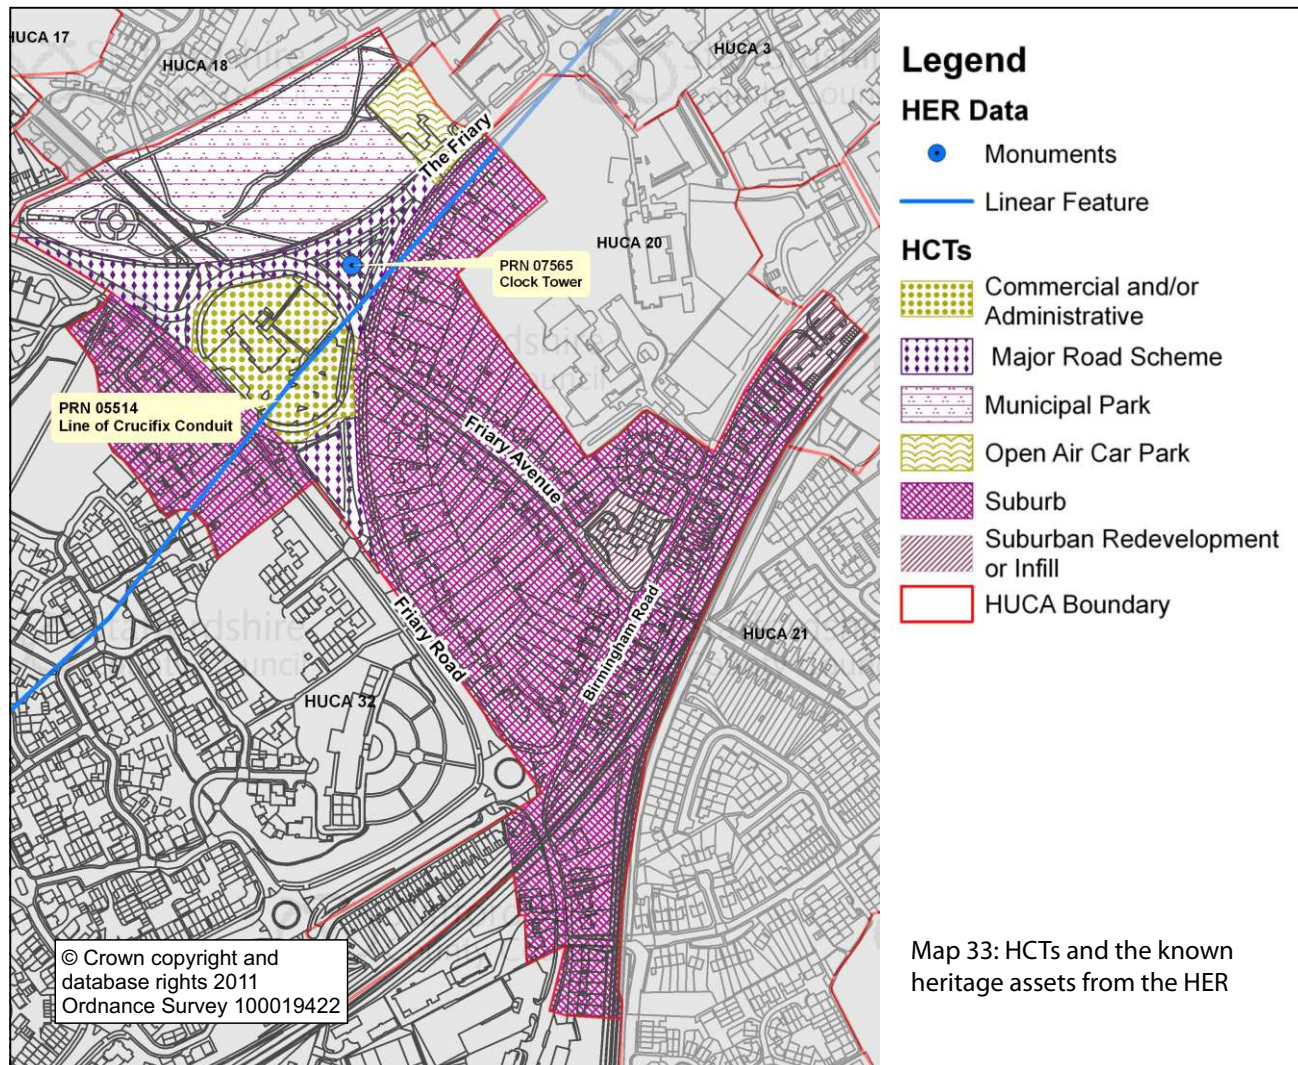 HUCA 17
HUCA 18
HUCA 3
The Friary
HUCA 20
PRN 07565
Clock Tower
PRN 05514
Line of Crucifix Conduit
Friary Avenue
Birmingham Road
Friary Road
HUCA 21
HUCA 32
© Crown copyright and
database rights 2011
Ordnance Survey 100019422
Legend
HER Data
Monuments
Linear Feature
HCTs
Commercial and/or
Administrative
Major Road Scheme
Municipal Park
Open Air Car Park
Suburb
Suburban Redevelopment
or Infill
HUCA Boundary
Map 33: HCTs and the known
heritage assets from the HER